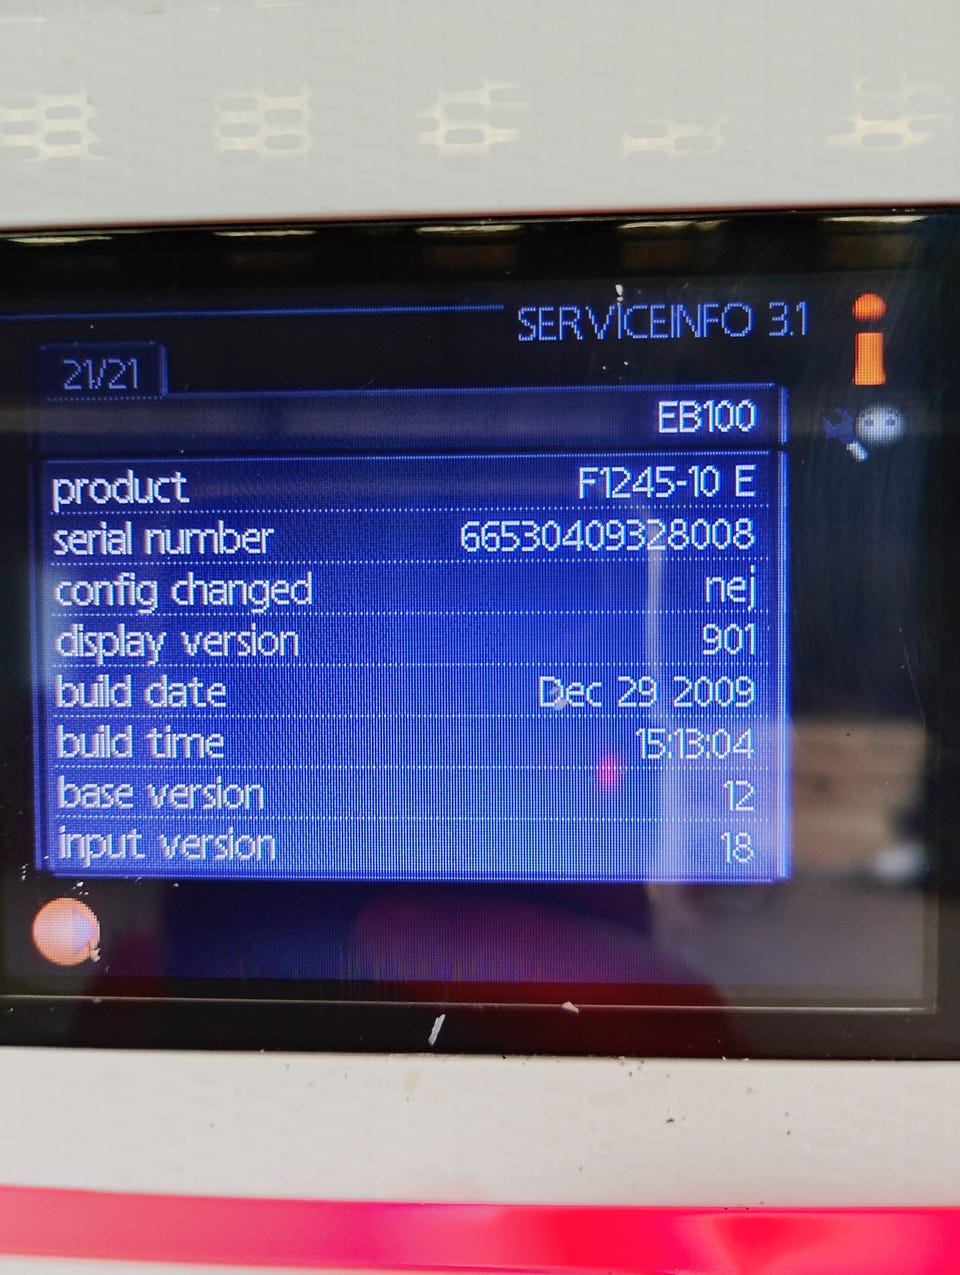 SERVICEINFO 3.1
21/21
EB100
product F1245-10 E
serial number 66530409328008
config changed nej
display version 901
build date Dec 29 2009
build time 15:13:04
base version 12
input version 18